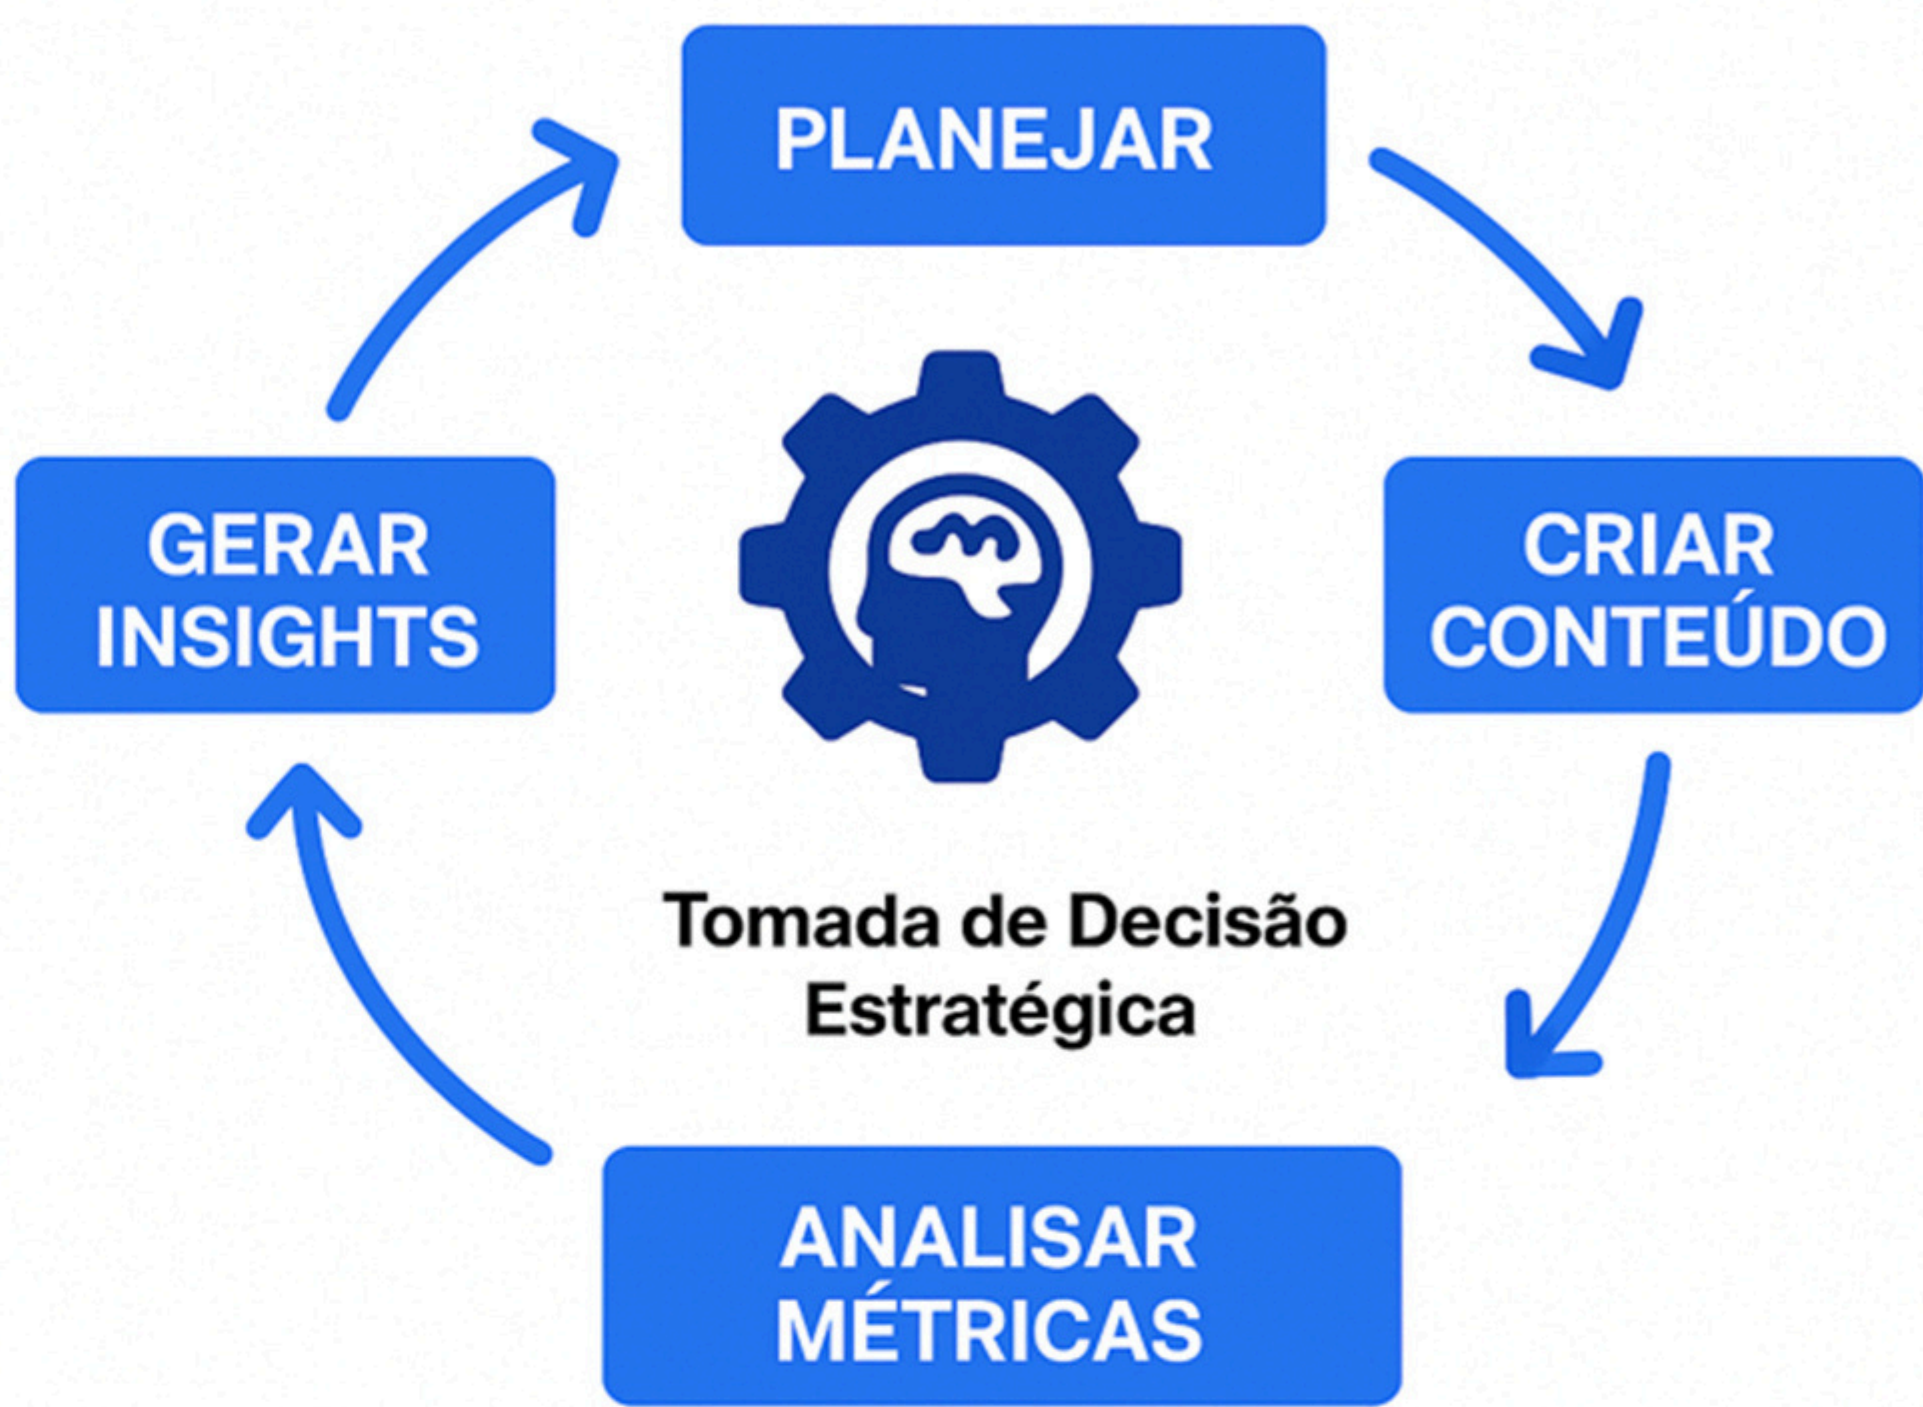 PLANEJAR
GERAR
INSIGHTS
CRIAR
CONTEÚDO
Tomada de Decisão
Estratégica
ANALISAR
MÉTRICAS